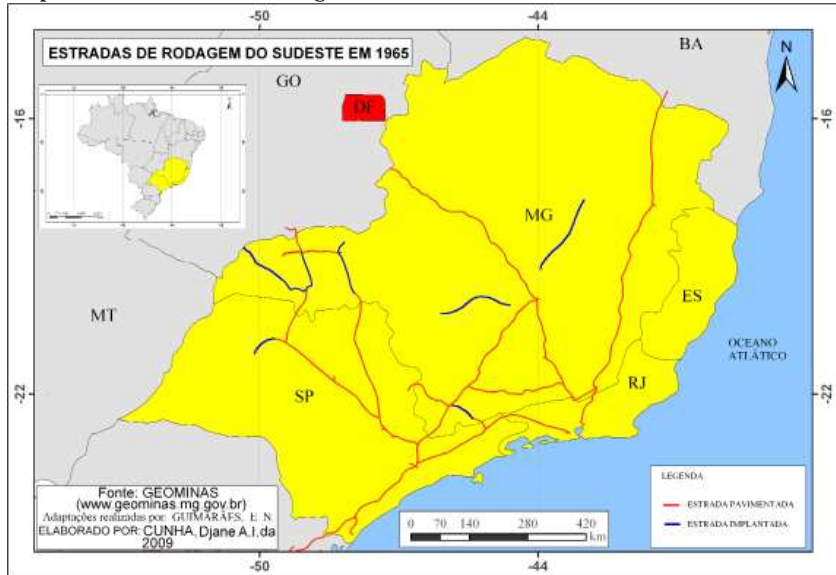 -50
-44
ESTRADAS DE RODAGEM DO SUDESTE EM 1965
BA
N
GO
DF
-16
-16
MG
MT
ES
OCEANO
ATLÂTICO
RJ
SP
-22
-22
Fonte: GEOMINAS
(www.geominas.mg.gov.br)
Adaptações realizadas por: GUIMARÃES, E. N.
ELABORADO POR: CUNHA, Djane A.I.da
2009
LEGENDA
ESTRADA PAVIMENTADA
ESTRADA IMPLANTADA
0 70 140 280 420
km
-50
-44